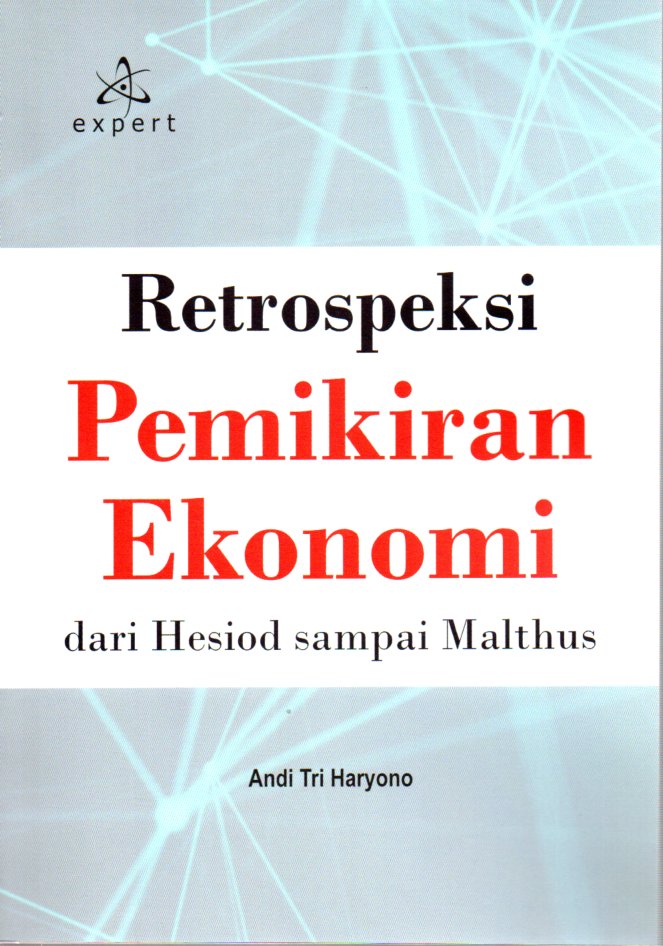 expert
Retrospeksi
Pemikiran
Ekonomi
dari Hesiod sampai Malthus
Andi Tri Haryono